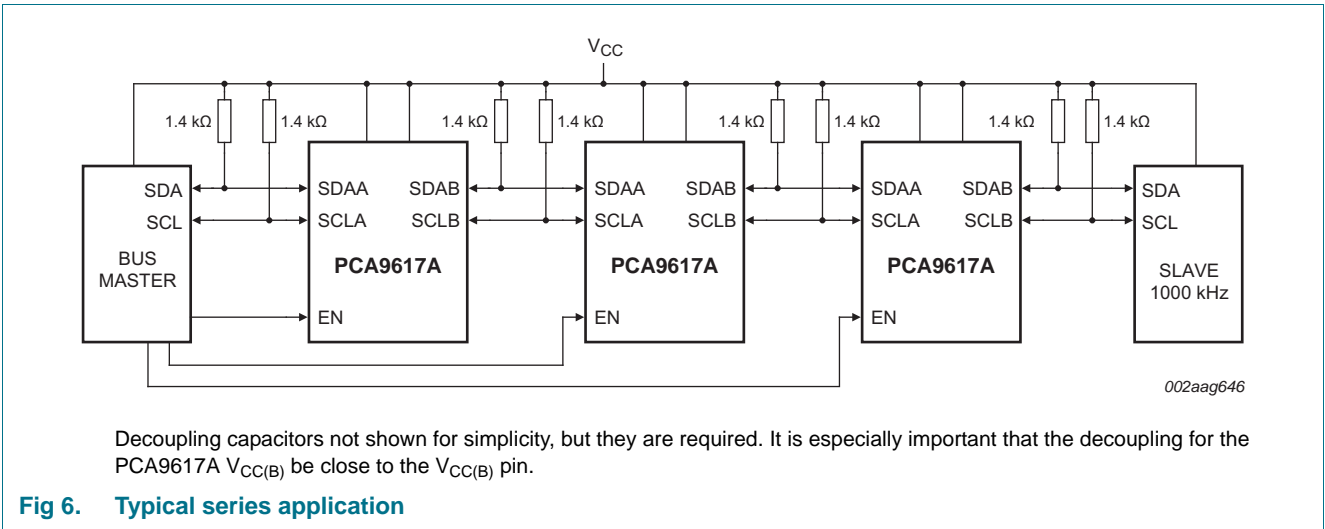 VCC
1.4 kΩ 1.4 kΩ 1.4 kΩ 1.4 kΩ 1.4 kΩ 1.4 kΩ 1.4 kΩ 1.4 kΩ
SDA SDAA SDAB SDAA SDAB SDAA SDAB SDA
SCL SCLA SCLB SCLA SCLB SCLA SCLB SCL
BUS
MASTER
PCA9617A PCA9617A PCA9617A
SLAVE
1000 kHz
EN EN EN
002aag646
Decoupling capacitors not shown for simplicity, but they are required. It is especially important that the decoupling for the
PCA9617A VCC(B) be close to the VCC(B) pin.
Fig 6. Typical series application